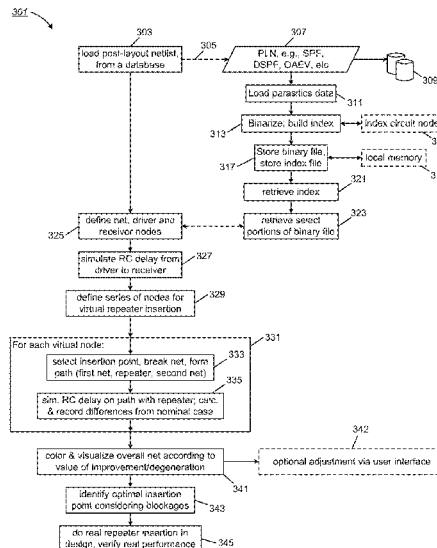 301
303
load post-layout netlist,
from a database
305
307
PLN, e.g., SPF,
DSPF, OAEV, etc
309
Load parasitics data
311
Binarize, build index
313
index circuit node
3
Store binary file,
store index file
317
local memory
3
retrieve index
321
define net, driver and
receiver nodes
325
retrieve select
portions of binary file
323
simulate RC delay from
driver to receiver
327
define series of nodes for
virtual repeater insertion
329
331
For each virtual node:
select insertion point, break net, form
path (first net, repeater, second net)
333
335
sim. RC delay on path with repeater; calc.
& record differences from nominal case
342
color & visualize overall net according to
value of improvement/degeneration
341
optional adjustment via user interface
identify optimal insertion
point considering blockages
343
do real repeater insertion in
design, verify real performance
345